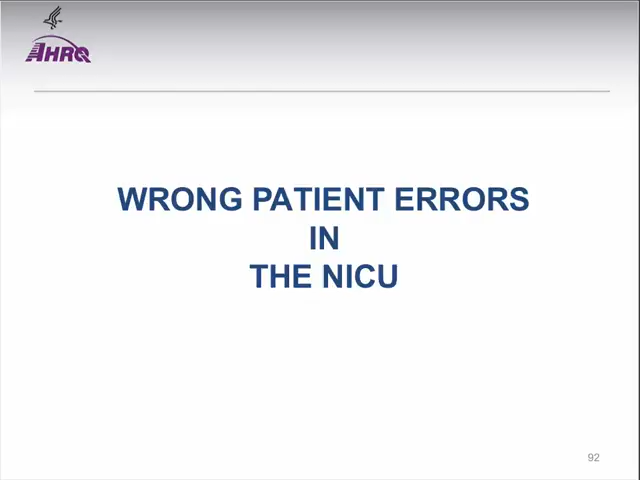 AHRQ
WRONG PATIENT ERRORS
IN
THE NICU
92